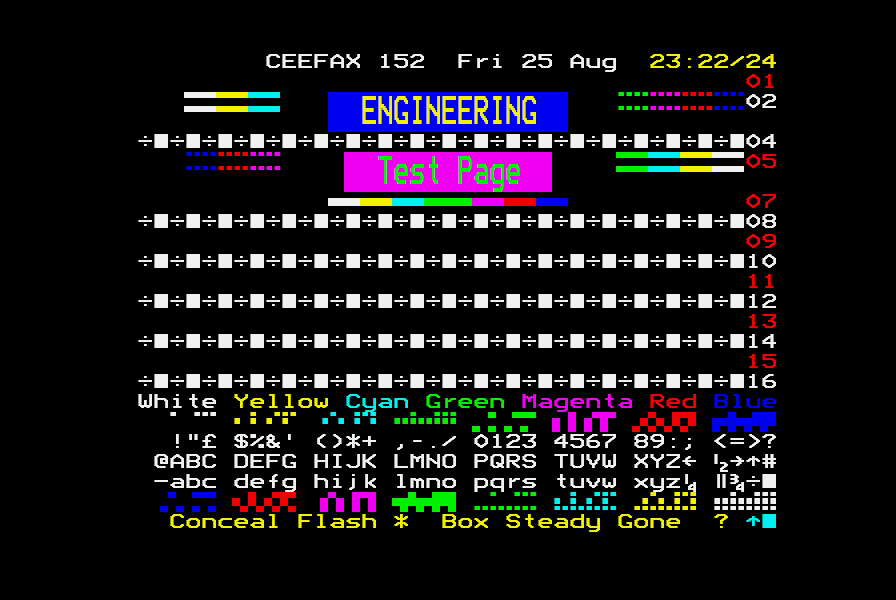 CEEFAX 152 Fri 25 Aug 23:22/24
01
ENGINEERING 02
÷■÷■÷■÷■÷■÷■÷■÷■÷■÷■÷■÷■÷■÷■÷■÷■÷■÷■÷■04
Test Page 05
07
÷■÷■÷■÷■÷■÷■÷■÷■÷■÷■÷■÷■÷■÷■÷■÷■÷■÷■÷■08
09
÷■÷■÷■÷■÷■÷■÷■÷■÷■÷■÷■÷■÷■÷■÷■÷■÷■÷■÷■10
11
÷■÷■÷■÷■÷■÷■÷■÷■÷■÷■÷■÷■÷■÷■÷■÷■÷■÷■÷■12
13
÷■÷■÷■÷■÷■÷■÷■÷■÷■÷■÷■÷■÷■÷■÷■÷■÷■÷■÷■14
15
÷■÷■÷■÷■÷■÷■÷■÷■÷■÷■÷■÷■÷■÷■÷■÷■÷■÷■÷■16
White Yellow Cyan Green Magenta Red Blue
!"£ $%&' ()*+ ,-./ 0123 4567 89:; <=>?
@ABC DEFG HIJK LMNO PQRS TUVW XYZ← ½→↑#
—abc defg hijk lmno pqrs tuvw xyz¼ ‖¾÷■
Conceal Flash * Box Steady Gone ? ↑■